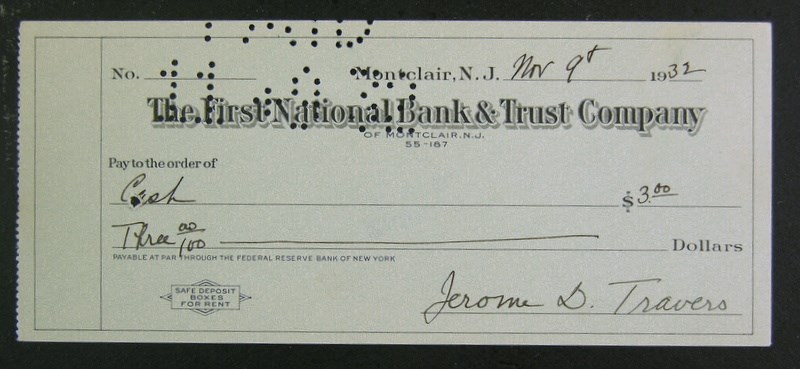 No. Montclair, N. J. Nov 9th 1932
The First National Bank & Trust Company
OF MONTCLAIR, N.J.
55-187
Pay to the order of
Cash $3.00
Three 00/100 Dollars
PAYABLE AT PAR THROUGH THE FEDERAL RESERVE BANK OF NEW YORK
SAFE DEPOSIT
BOXES
FOR RENT
Jerome D. Travers